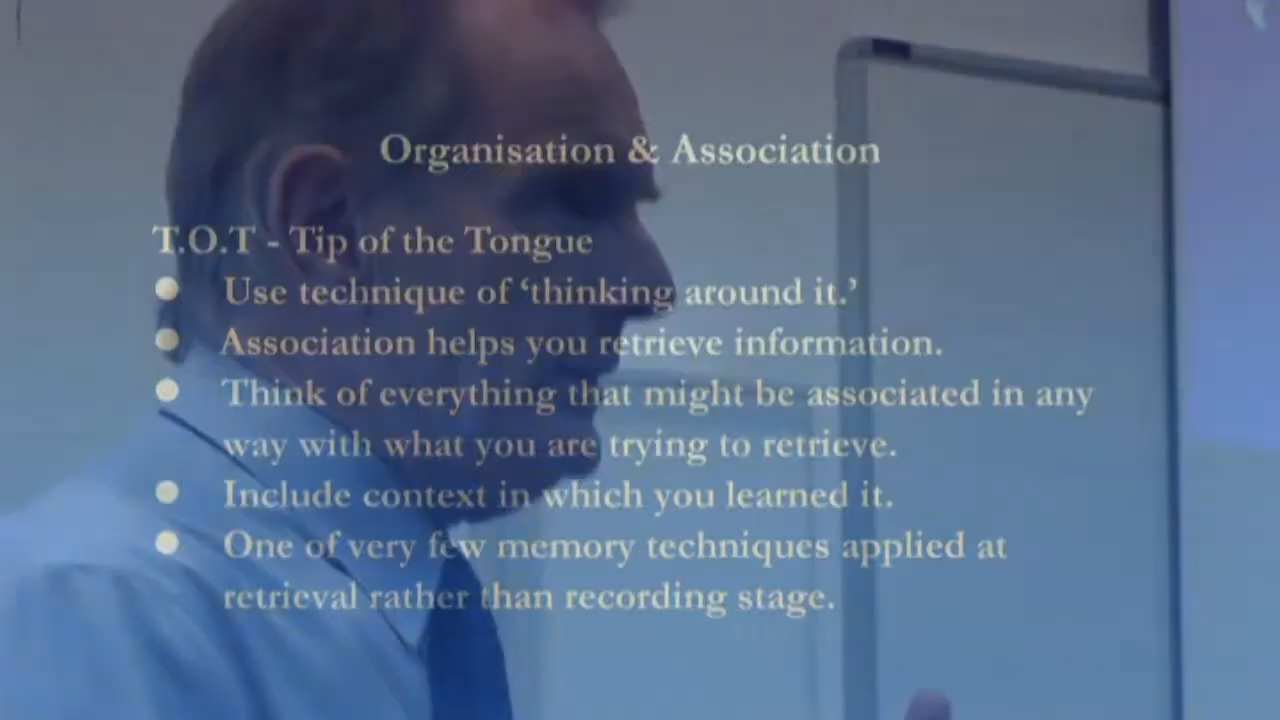 Organisation & Association
T.O.T - Tip of the Tongue
● Use technique of ‘thinking around it.’
● Association helps you retrieve information.
● Think of everything that might be associated in any
way with what you are trying to retrieve.
● Include context in which you learned it.
● One of very few memory techniques applied at
retrieval rather than recording stage.